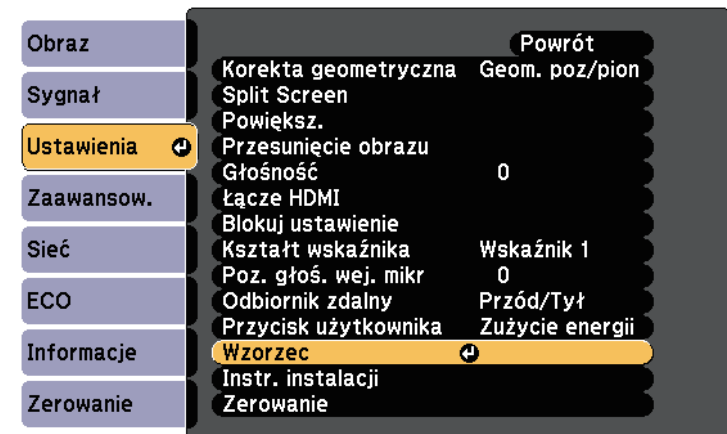 Obraz
Sygnał
Ustawienia
Zaawansow.
Sieć
ECO
Informacje
Zerowanie
Powrót
Korekta geometryczna Geom. poz/pion
Split Screen
Powiększ.
Przesunięcie obrazu
Głośność 0
Łącze HDMI
Blokuj ustawienie
Kształt wskaźnika Wskaźnik 1
Poz. głoś. wej. mikr 0
Odbiornik zdalny Przód/Tył
Przycisk użytkownika Zużycie energii
Wzorzec
Instr. instalacji
Zerowanie